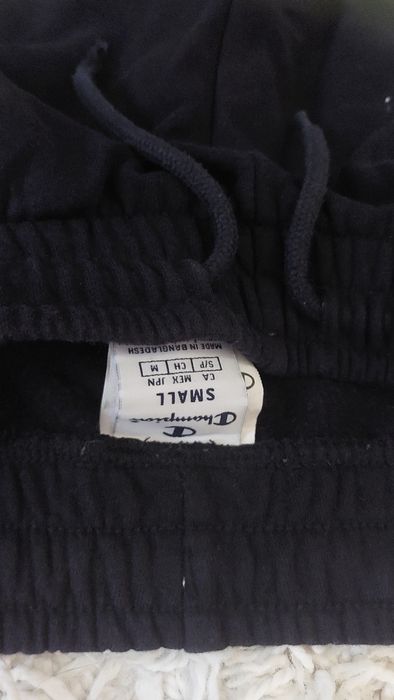 Champion
SMALL
CA MEX JPN
S/P CH M
MADE IN BANGLADESH